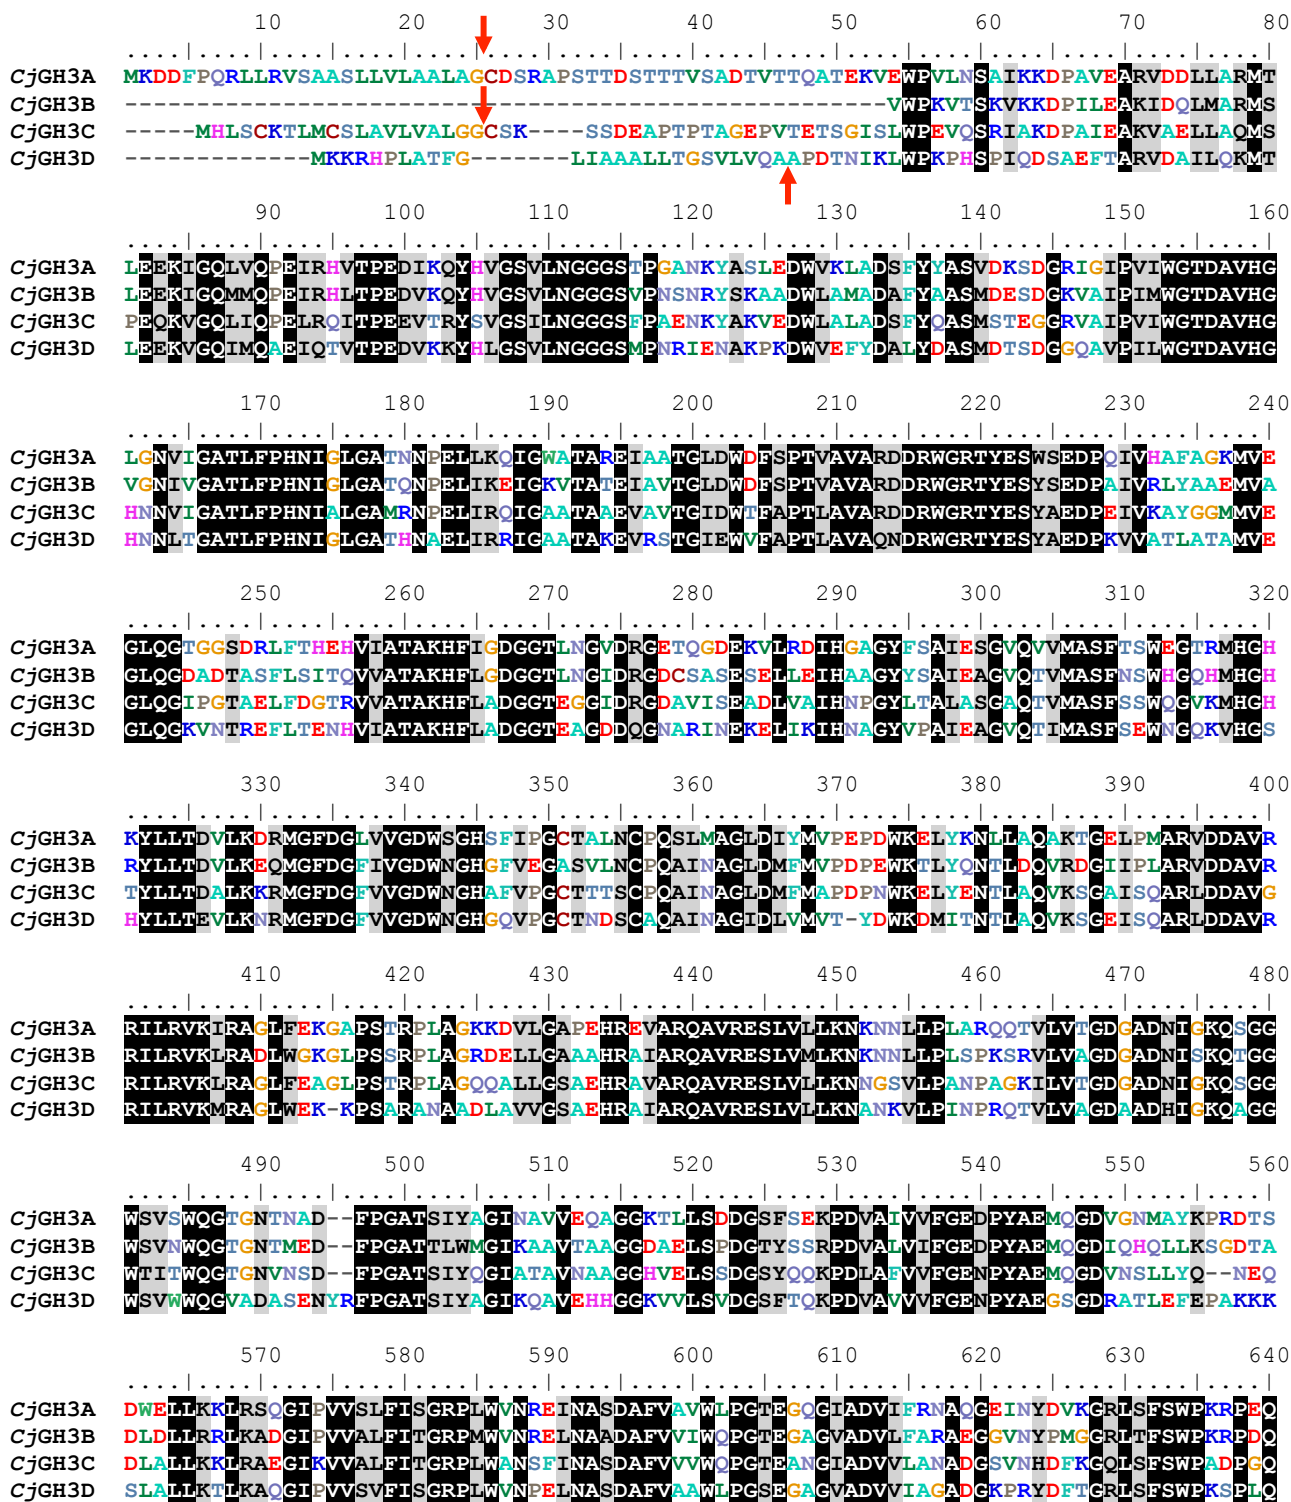 10 20 30 40 50 60 70 80
....|....|....|....|....|....|....|....|....|....|....|....|....|....|....|....|
CjGH3A MKDDFPQRLLRVSAASLLVLAALAGCDSRAPSTTDSTTTVSADTVTTQATEKVEWPVLNSAIKKDPAVEARVDDLLARMT
CjGH3B -----------------------------------------------------VWPKVTSKVKKDPILEAKIDQLMARMS
CjGH3C -----MHLSCKTLMCSLAVLVALGGCSK----SSDEAPTPTAGEPVTETSGISLWPEVQSRIAKDPAIEAKVAELLAQMS
CjGH3D -------------MKKRHPLATFG-------LIAAALLTGSVLVQAAPDTNIKLWPKPHSPIQDSAEFTARVDAILQKMT
90 100 110 120 130 140 150 160
....|....|....|....|....|....|....|....|....|....|....|....|....|....|....|....|
CjGH3A LEEKIGQLVQPEIRHVTPEDIKQYHVGSVLNGGGSTPGANKYASLEDWVKLADSFYYASVDKSDGRIGIPVIWGTDAVHG
CjGH3B LEEKIGQMMQPEIRHLTPEDVKQYHVGSVLNGGGSVPNSNRYSKAADWLAMADAFYAASMDESDGKVAIPIMWGTDAVHG
CjGH3C PEQKVGQLIQPELRQITPEEVTRYSVGSILNGGGSFPAENKYAKVEDWLALADSFYQASMSTEGGRVAIPVIWGTDAVHG
CjGH3D LEEKVGQIMQAEIQTVTPEDVKKYHLGSVLNGGGSMPNRIENAKPKDWVEFYDALYDASMDTSDGGQAVPILWGTDAVHG
170 180 190 200 210 220 230 240
....|....|....|....|....|....|....|....|....|....|....|....|....|....|....|....|
CjGH3A LGNVIGATLFPHNIGLGATNNPELLKQIGWATAREIAATGLDWDFSPTVAVARDDRWGRTYESWSEDPQIVHAFAGKMVE
CjGH3B VGNIVGATLFPHNIGLGATQNPELIKEIGKVTATEIAVTGLDWDFSPTVAVARDDRWGRTYESYSEDPAIVRLYAAEMVA
CjGH3C HNNVIGATLFPHNIALGAMRNPELIRQIGAATAAEVAVTGIDWTFAPTLAVARDDRWGRTYESYAEDPEIVKAYGGMMVE
CjGH3D HNNLTGATLFPHNIGLGATHNAELIRRIGAATAKEVRSTGIEWVFAPTLAVAQNDRWGRTYESYAEDPKVVATLATAMVE
250 260 270 280 290 300 310 320
....|....|....|....|....|....|....|....|....|....|....|....|....|....|....|....|
CjGH3A GLQGTGGSDRLFTHEHVIATAKHFIGDGGTLNGVDRGETQGDEKVLRDIHGAGYFSAIESGVQVVMASFTSWEGTRMHGH
CjGH3B GLQGDADTASFLSITQVVATAKHFLGDGGTLNGIDRGDCSASESELLEIHAAGYYSAIEAGVQTVMASFNSWHGQHMHGH
CjGH3C GLQGIPGTAELFDGTRVVATAKHFLADGGTEGGIDRGDAVISEADLVAIHNPGYLTALASGAQTVMASFSSWQGVKMHGH
CjGH3D GLQGKVNTREFLTENHVIATAKHFLADGGTEAGDDQGNARINEKELIKIHNAGYVPAIEAGVQTIMASFSEWNGQKVHGS
330 340 350 360 370 380 390 400
....|....|....|....|....|....|....|....|....|....|....|....|....|....|....|....|
CjGH3A KYLLTDVLKDRMGFDGLVVGDWSGHSFIPGCTALNCPQSLMAGLDIYMVPEPDWKELYKNLLAQAKTGELPMARVDDAVR
CjGH3B RYLLTDVLKEQMGFDGFIVGDWNGHGFVEGASVLNCPQAINAGLDMFMVPDPEWKTLYQNTLDQVRDGIIPLARVDDAVR
CjGH3C TYLLTDALKKRMGFDGFVVGDWNGHAFVPGCTTTSCPQAINAGLDMFMAPDPNWKELYENTLAQVKSGAISQARLDDAVG
CjGH3D HYLLTEVLKNRMGFDGFVVGDWNGHGQVPGCTNDSCAQAINAGIDLVMVT-YDWKDMITNTLAQVKSGEISQARLDDAVR
410 420 430 440 450 460 470 480
....|....|....|....|....|....|....|....|....|....|....|....|....|....|....|....|
CjGH3A RILRVKIRAGLFEKGAPSTRPLAGKKDVLGAPEHREVARQAVRESLVLLKNKNNLLPLARQQTVLVTGDGADNIGKQSGG
CjGH3B RILRVKLRADLWGKGLPSSRPLAGRDELLGAAAHRAIARQAVRESLVMLKNKNNLLPLSPKSRVLVAGDGADNISKQTGG
CjGH3C RILRVKLRAGLFEAGLPSTRPLAGQQALLGSAEHRAVARQAVRESLVLLKNNGSVLPANPAGKILVTGDGADNIGKQSGG
CjGH3D RILRVKMRAGLWEK-KPSARANAADLAVVGSAEHRAIARQAVRESLVLLKNANKVLPINPRQTVLVAGDAADHIGKQAGG
490 500 510 520 530 540 550 560
....|....|....|....|....|....|....|....|....|....|....|....|....|....|....|....|
CjGH3A WSVSWQGTGNTNAD--FPGATSIYAGINAVVEQAGGKTLLSDDGSFSEKPDVAIVVFGEDPYAEMQGDVGNMAYKPRDTS
CjGH3B WSVNWQGTGNTMED--FPGATTLWMGIKAAVTAAGGDAELSPDGTYSSRPDVALVIFGEDPYAEMQGDIQHQLLKSGDTA
CjGH3C WTITWQGTGNVNSD--FPGATSIYQGIATAVNAAGGHVELSSDGSYQQKPDLAFVVFGENPYAEMQGDVNSLLYQ--NEQ
CjGH3D WSVWWQGVADASENYRFPGATSIYAGIKQAVEHHGGKVVLSVDGSFTQKPDVAVVVFGENPYAEGSGDRATLEFEPAKKK
570 580 590 600 610 620 630 640
....|....|....|....|....|....|....|....|....|....|....|....|....|....|....|....|
CjGH3A DWELLKKLRSQGIPVVSLFISGRPLWVNREINASDAFVAVWLPGTEGQGIADVIFRNAQGEINYDVKGRLSFSWPKRPEQ
CjGH3B DLDLLRRLKADGIPVVALFITGRPMWVNRELNAADAFVVIWQPGTEGAGVADVLFARAEGGVNYPMGGRLTFSWPKRPDQ
CjGH3C DLALLKKLRAEGIKVVALFITGRPLWANSFINASDAFVVVWQPGTEANGIADVVLANADGSVNHDFKGQLSFSWPADPGQ
CjGH3D SLALLKTLKAQGIPVVSVFISGRPLWVNPELNASDAFVAAWLPGSEGAGVADVVIAGADGKPRYDFTGRLSFSWPKSPLQ